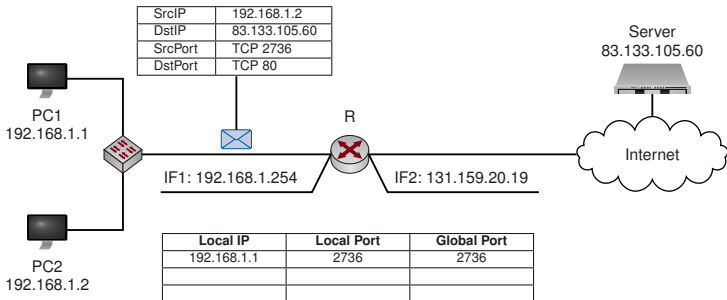 SrcIP 192.168.1.2
DstIP 83.133.105.60
SrcPort TCP 2736
DstPort TCP 80
Server
83.133.105.60
PC1
192.168.1.1
R
Internet
IF1: 192.168.1.254
IF2: 131.159.20.19
PC2
192.168.1.2
Local IP Local Port Global Port
192.168.1.1 2736 2736